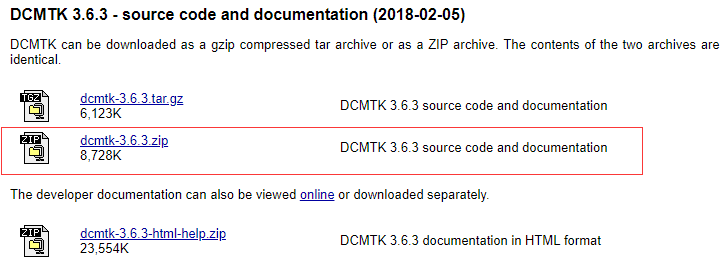 DCMTK 3.6.3 - source code and documentation (2018-02-05)
DCMTK can be downloaded as a gzip compressed tar archive or as a ZIP archive. The contents of the two archives are
identical.
TGZ
dcmtk-3.6.3.tar.gz
6,123K
DCMTK 3.6.3 source code and documentation
ZIP
dcmtk-3.6.3.zip
8,728K
DCMTK 3.6.3 source code and documentation
The developer documentation can also be viewed online or downloaded separately.
ZIP
dcmtk-3.6.3-html-help.zip
23,554K
DCMTK 3.6.3 documentation in HTML format